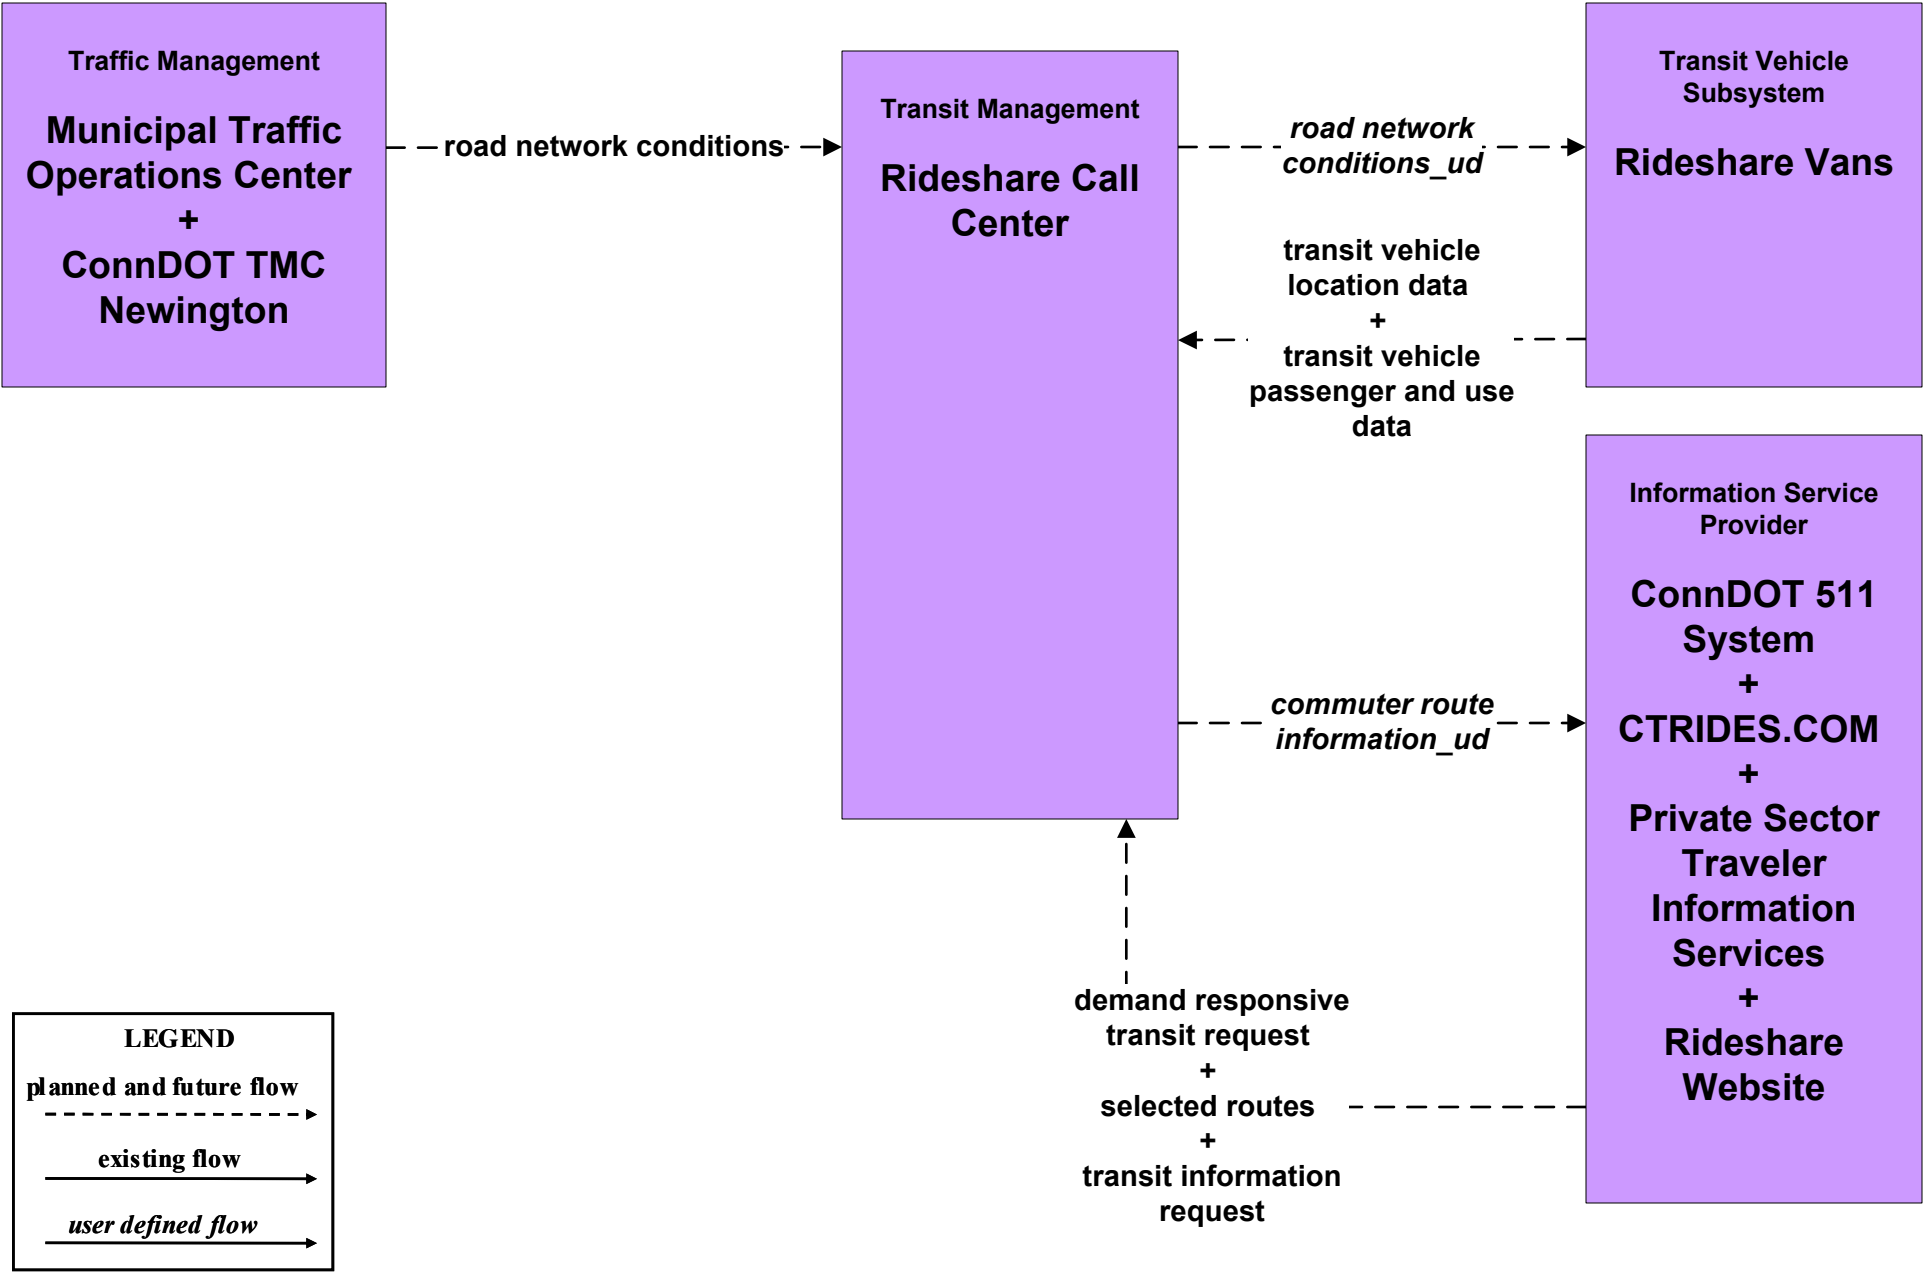 Traffic Management
Municipal Traffic
Operations Center
+
ConnDOT TMC
Newington
road network conditions
Transit Management
Rideshare Call
Center
road network
conditions_ud
Transit Vehicle
Subsystem
Rideshare Vans
transit vehicle
location data
+
transit vehicle
passenger and use
data
Information Service
Provider
ConnDOT 511
System
+
CTRIDES.COM
+
Private Sector
Traveler
Information
Services
+
Rideshare
Website
commuter route
information_ud
demand responsive
transit request
+
selected routes
+
transit information
request
LEGEND
planned and future flow
existing flow
user defined flow